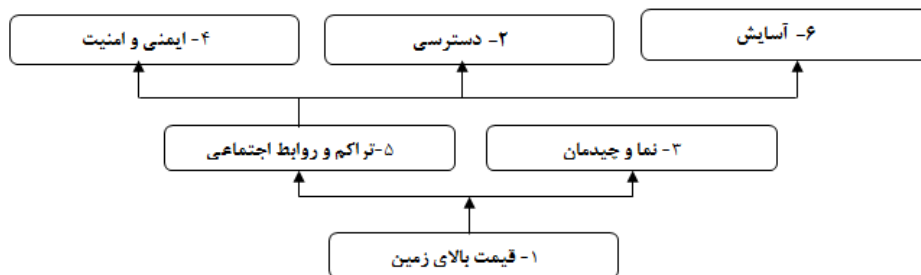 ۶- آسایش
۲- دسترسی
۴- ایمنی و امنیت
۳- نما و چیدمان
۵-تراکم و روابط اجتماعی
۱- قیمت بالای زمین